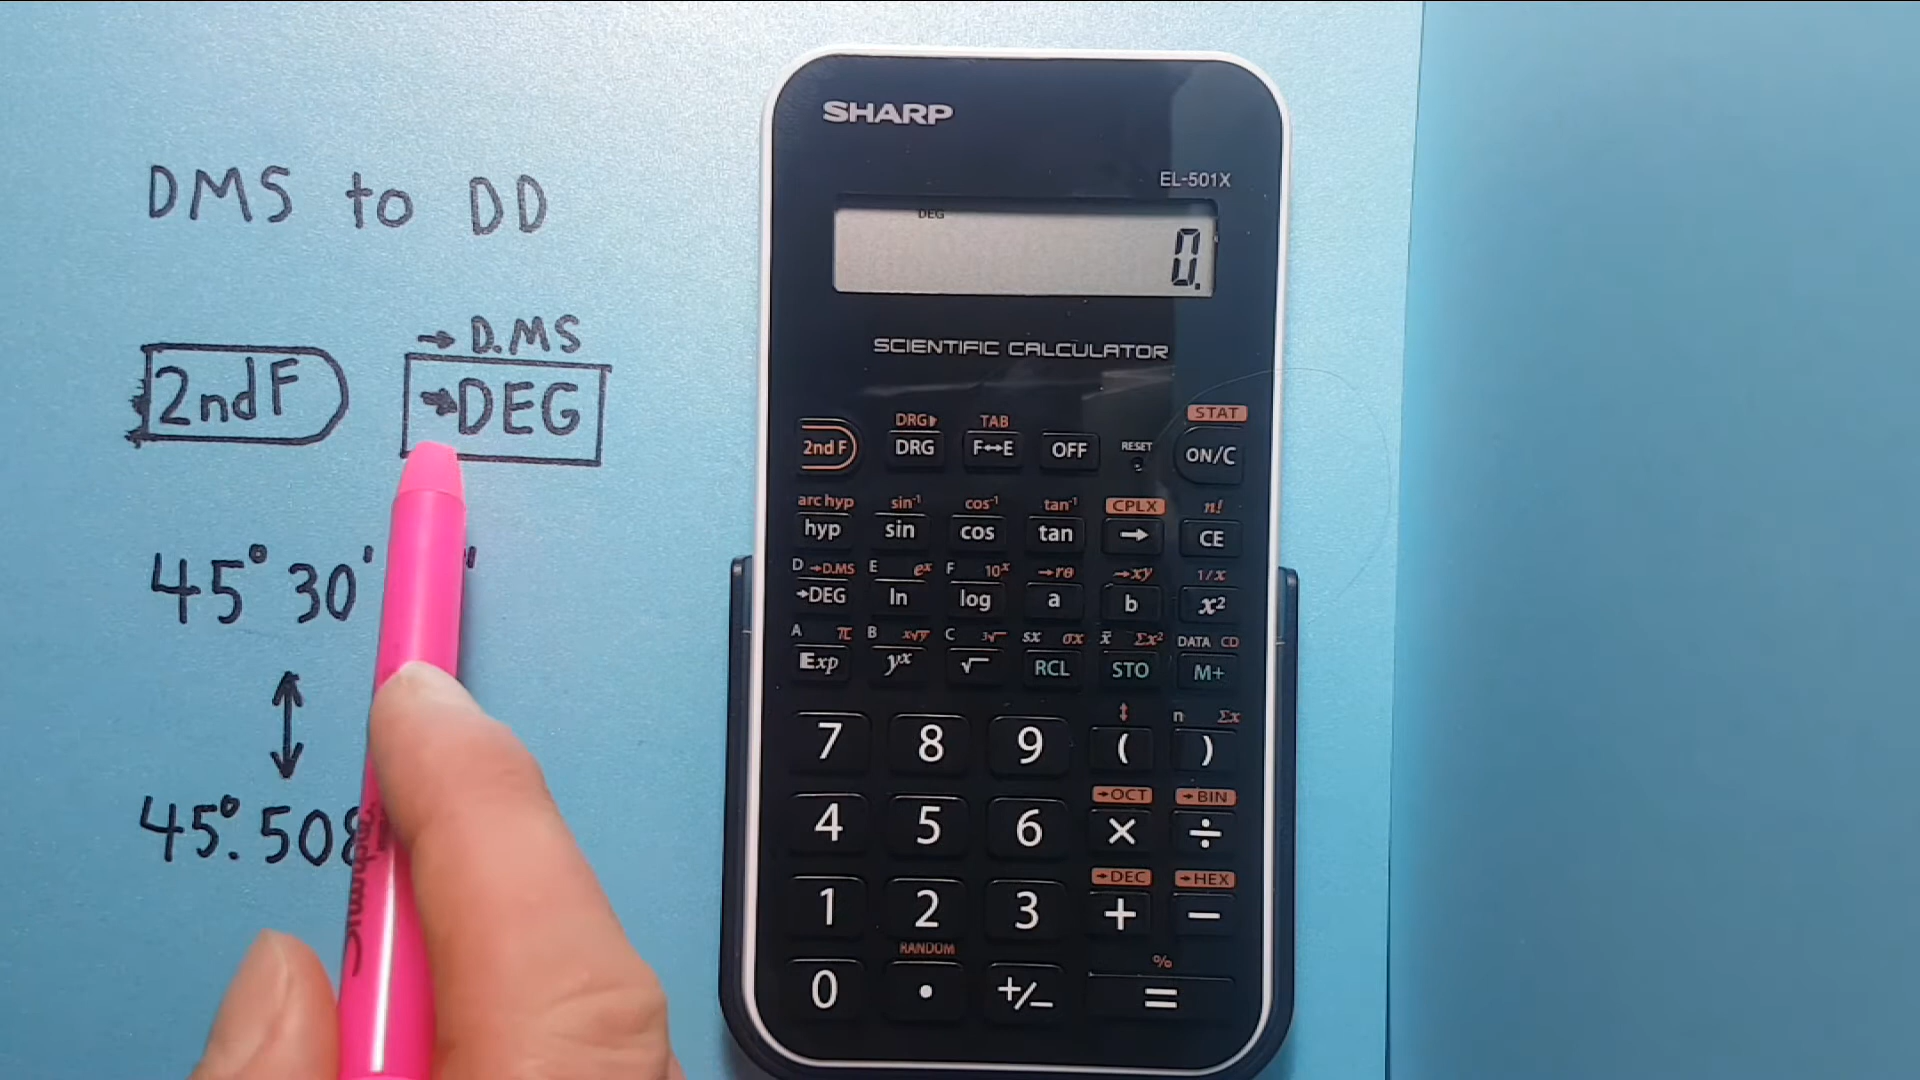 DMS to DD
→ D.MS
2ndF →DEG
45° 30'
45°.508
SHARP
EL-501X
DEG
0.
SCIENTIFIC CALCULATOR
STAT
DRG▶ TAB
2nd F DRG F↔E OFF RESET ON/C
arc hyp sin⁻¹ cos⁻¹ tan⁻¹ CPLX n!
hyp sin cos tan → CE
D →D.MS E eˣ F 10ˣ →rθ →xy 1/x
→DEG ln log a b x²
A π B ˣ√y C ³√ sx σx x̄ Σx² DATA CD
Exp yˣ √ RCL STO M+
↕ n Σx
7 8 9 ( )
→OCT →BIN
4 5 6 × ÷
→DEC →HEX
1 2 3 + −
RANDOM %
0 • +/− =